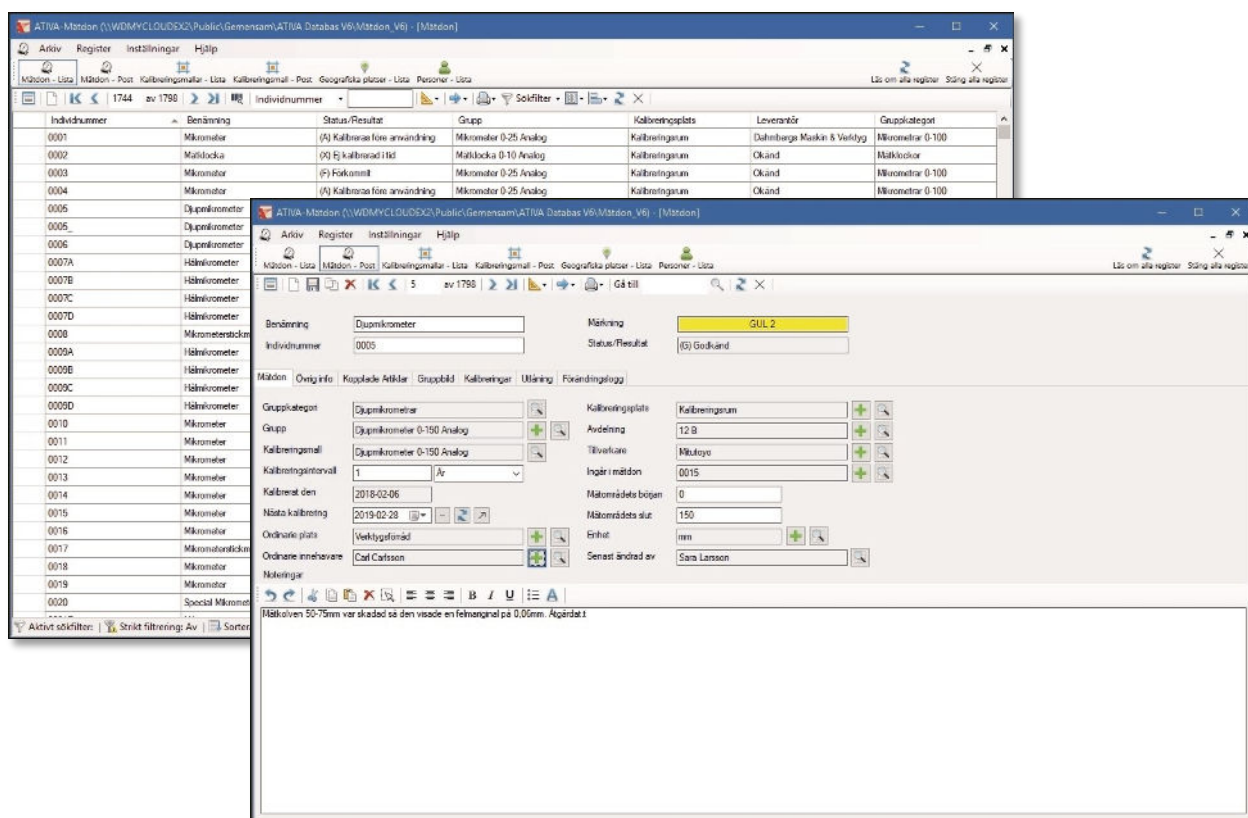 ATIVA-Mätdon (\\WDMYCLOUDEX2\Public\Gemensam\ATIVA Databas V6\Mätdon_V6) - [Mätdon]
Arkiv Register Inställningar Hjälp
Mätdon - Lista Mätdon - Post Kalibreringsmallar - Lista Kalibreringsmall - Post Geografiska platser - Lista Personer - Lista Läs om alla register Stäng alla register
1744 av 1798 Individnummer Sökfilter
Individnummer Benämning Status/Resultat Grupp Kalibreringsplats Leverantör Gruppkategori
0001 Mikrometer (A) Kalibreras före användning Mikrometer 0-25 Analog Kalibreringsrum Dahnbergs Maskin & Verktyg Mikrometrar 0-100
0002 Mätklocka (X) Ej kalibrerad i tid Mätklocka 0-10 Analog Kalibreringsrum Okänd Mätklockor
0003 Mikrometer (F) Förkommit Mikrometer 0-25 Analog Kalibreringsrum Okänd Mikrometrar 0-100
0004 Mikrometer (A) Kalibreras före användning Mikrometer 0-25 Analog Kalibreringsrum Okänd Mikrometrar 0-100
0005 Djupmikrometer
0005_ Djupmikrometer
0006 Djupmikrometer
0007A Hålmikrometer
0007B Hålmikrometer
0007C Hålmikrometer
0007D Hålmikrometer
0008 Mikrometerstickm
0009A Hålmikrometer
0009B Hålmikrometer
0009C Hålmikrometer
0009D Hålmikrometer
0010 Mikrometer
0011 Mikrometer
0012 Mikrometer
0013 Mikrometer
0014 Mikrometer
0015 Mikrometer
0016 Mikrometer
0017 Mikrometerstickm
0018 Mikrometer
0019 Mikrometer
0020 Special Mikromet
Aktivt sökfilter: Strikt filtrering: Av Sorter
ATIVA-Mätdon (\\WDMYCLOUDEX2\Public\Gemensam\ATIVA Databas V6\Mätdon_V6) - [Mätdon]
Arkiv Register Inställningar Hjälp
Mätdon - Lista Mätdon - Post Kalibreringsmallar - Lista Kalibreringsmall - Post Geografiska platser - Lista Personer - Lista Läs om alla register Stäng alla register
5 av 1798 Gå till
Benämning Djupmikrometer Märkning GUL 2
Individnummer 0005 Status/Resultat (G) Godkänd
Mätdon Övrig info Kopplade Artiklar Gruppbild Kalibreringar Utlåning Förändringslogg
Gruppkategori Djupmikrometrar Kalibreringsplats Kalibreringsrum
Grupp Djupmikrometer 0-150 Analog Avdelning 12 B
Kalibreringsmall Djupmikrometer 0-150 Analog Tillverkare Mitutoyo
Kalibreringsintervall 1 År Ingår i mätdon 0015
Kalibrerat den 2018-02-06 Mätområdets början 0
Nästa kalibrering 2019-02-28 Mätområdets slut 150
Ordinarie plats Verktygsförråd Enhet mm
Ordinarie innehavare Carl Carlsson Senast ändrad av Sara Larsson
Noteringar
B I U A
Mätkolven 50-75mm var skadad så den visade en felmarginal på 0,06mm. Åtgärdat.t